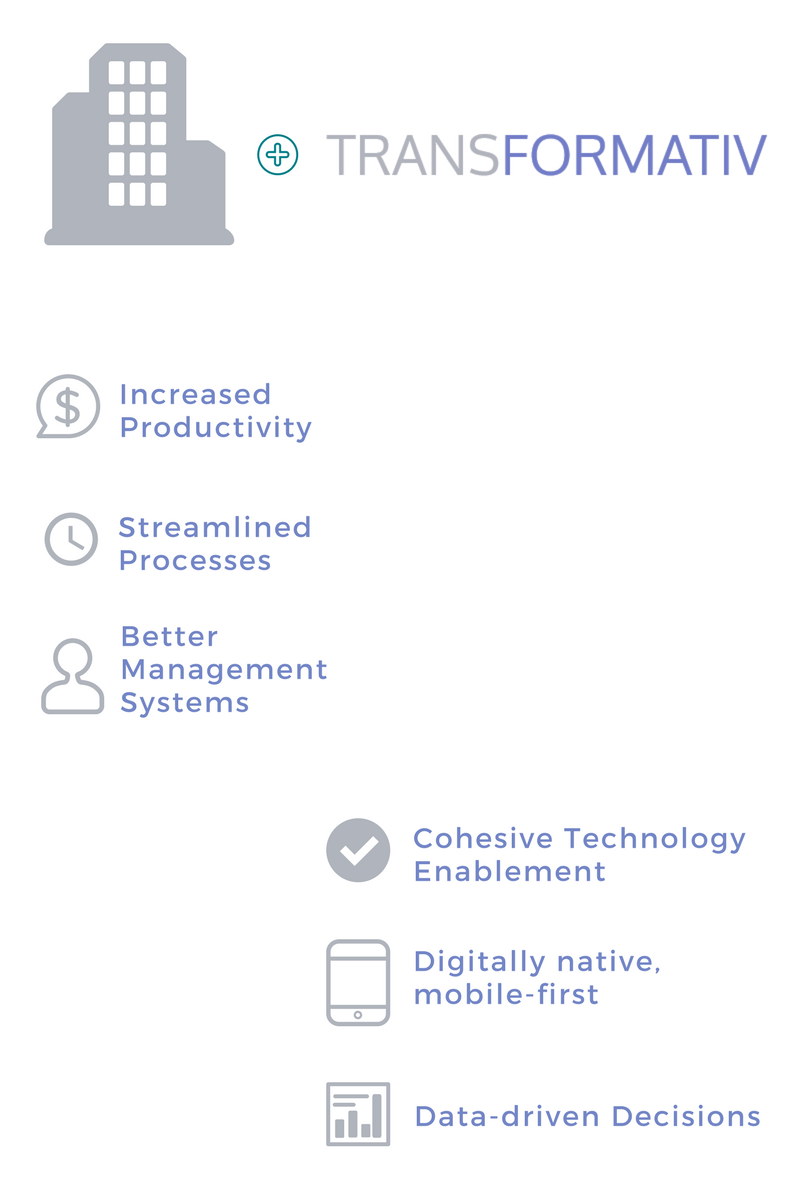 TRANSFORMATIV
Increased
Productivity
Streamlined
Processes
Better
Management
Systems
Cohesive Technology
Enablement
Digitally native,
mobile-first
Data-driven Decisions